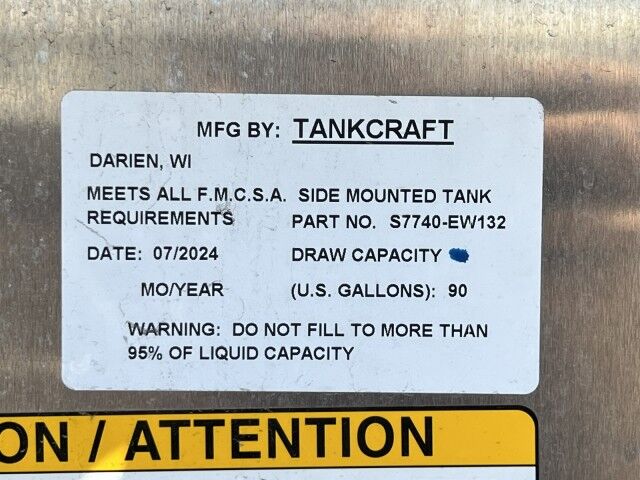 MFG BY: TANKCRAFT
DARIEN, WI
MEETS ALL F.M.C.S.A. SIDE MOUNTED TANK
REQUIREMENTS PART NO. S7740-EW132
DATE: 07/2024 DRAW CAPACITY
MO/YEAR (U.S. GALLONS): 90
WARNING: DO NOT FILL TO MORE THAN
95% OF LIQUID CAPACITY
ON / ATTENTION